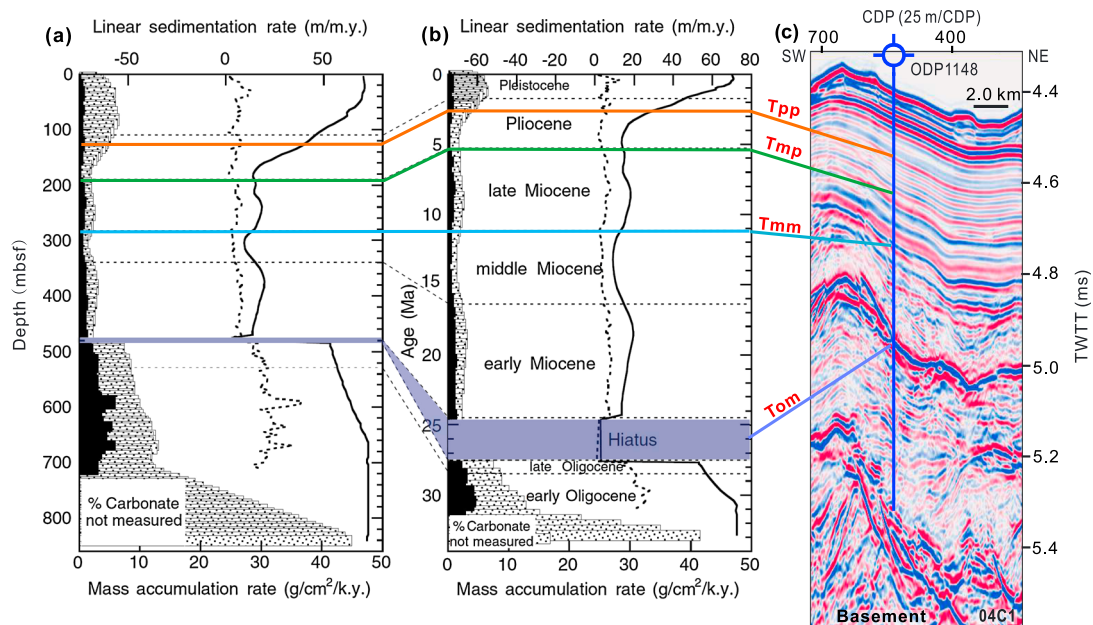 (a)
Linear sedimentation rate (m/m.y.)
-50 0 50
0
100
200
300
400
500
600
700
800
Depth (mbsf)
% Carbonate
not measured
0 10 20 30 40 50
Mass accumulation rate (g/cm²/k.y.)
(b)
Linear sedimentation rate (m/m.y.)
-60 -40 -20 0 20 40 60 80
0
5
10
15
20
25
30
Age (Ma)
Pleistocene
Pliocene
late Miocene
middle Miocene
early Miocene
Hiatus
late Oligocene
early Oligocene
% Carbonate
not measured
0 10 20 30 40 50
Mass accumulation rate (g/cm²/k.y.)
Tpp
Tmp
Tmm
Tom
(c)
CDP (25 m/CDP)
700 400
SW NE
ODP1148
2.0 km
4.4
4.6
4.8
5.0
5.2
5.4
TWTT (ms)
Basement 04C1